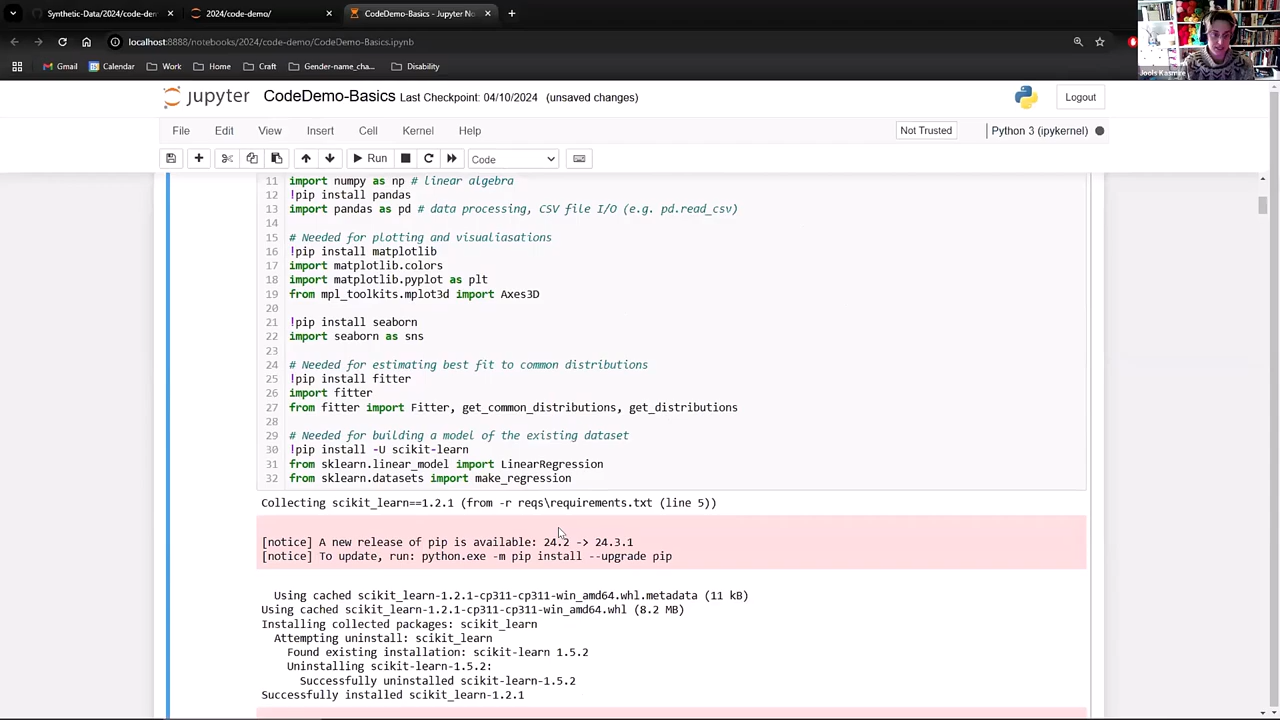 Synthetic-Data/2024/code-de
2024/code-demo/
CodeDemo-Basics - Jupyter No
localhost:8888/notebooks/2024/code-demo/CodeDemo-Basics.ipynb
Gmail
Calendar
Work
Home
Craft
Gender-name_cha...
Disability
Jools Kasmire
jupyter CodeDemo-Basics Last Checkpoint: 04/10/2024 (unsaved changes)
Logout
File Edit View Insert Cell Kernel Help
Not Trusted
Python 3 (ipykernel)
Run
Code
11 import numpy as np # linear algebra
12 !pip install pandas
13 import pandas as pd # data processing, CSV file I/O (e.g. pd.read_csv)
14
15 # Needed for plotting and visualiasations
16 !pip install matplotlib
17 import matplotlib.colors
18 import matplotlib.pyplot as plt
19 from mpl_toolkits.mplot3d import Axes3D
20
21 !pip install seaborn
22 import seaborn as sns
23
24 # Needed for estimating best fit to common distributions
25 !pip install fitter
26 import fitter
27 from fitter import Fitter, get_common_distributions, get_distributions
28
29 # Needed for building a model of the existing dataset
30 !pip install -U scikit-learn
31 from sklearn.linear_model import LinearRegression
32 from sklearn.datasets import make_regression
Collecting scikit_learn==1.2.1 (from -r reqs\requirements.txt (line 5))
[notice] A new release of pip is available: 24.2 -> 24.3.1
[notice] To update, run: python.exe -m pip install --upgrade pip
Using cached scikit_learn-1.2.1-cp311-cp311-win_amd64.whl.metadata (11 kB)
Using cached scikit_learn-1.2.1-cp311-cp311-win_amd64.whl (8.2 MB)
Installing collected packages: scikit_learn
Attempting uninstall: scikit_learn
Found existing installation: scikit-learn 1.5.2
Uninstalling scikit-learn-1.5.2:
Successfully uninstalled scikit-learn-1.5.2
Successfully installed scikit_learn-1.2.1